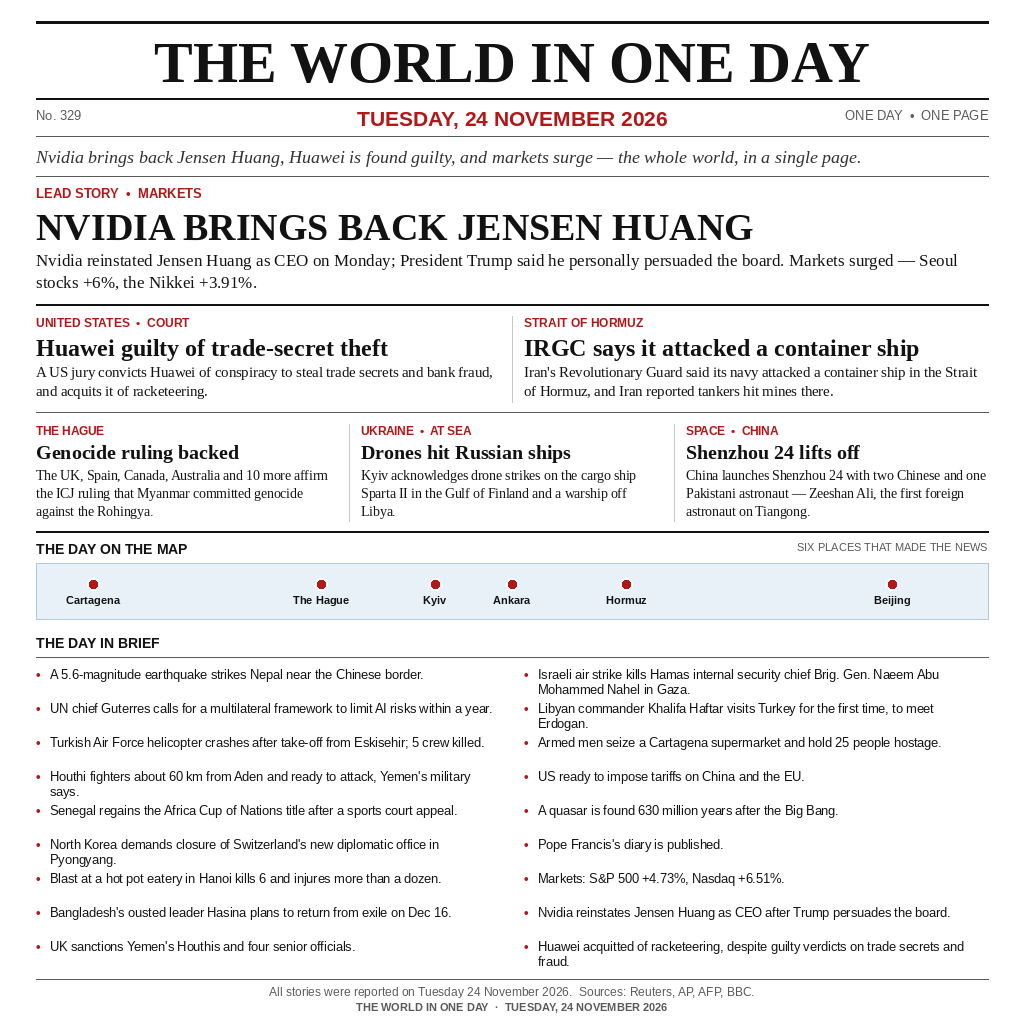 THE WORLD IN ONE DAY
No. 329
TUESDAY, 24 NOVEMBER 2026
ONE DAY • ONE PAGE
Nvidia brings back Jensen Huang, Huawei is found guilty, and markets surge — the whole world, in a single page.
LEAD STORY • MARKETS
NVIDIA BRINGS BACK JENSEN HUANG
Nvidia reinstated Jensen Huang as CEO on Monday; President Trump said he personally persuaded the board. Markets surged — Seoul
stocks +6%, the Nikkei +3.91%.
UNITED STATES • COURT
Huawei guilty of trade-secret theft
A US jury convicts Huawei of conspiracy to steal trade secrets and bank fraud,
and acquits it of racketeering.
STRAIT OF HORMUZ
IRGC says it attacked a container ship
Iran's Revolutionary Guard said its navy attacked a container ship in the Strait
of Hormuz, and Iran reported tankers hit mines there.
THE HAGUE
Genocide ruling backed
The UK, Spain, Canada, Australia and 10 more affirm
the ICJ ruling that Myanmar committed genocide
against the Rohingya.
UKRAINE • AT SEA
Drones hit Russian ships
Kyiv acknowledges drone strikes on the cargo ship
Sparta II in the Gulf of Finland and a warship off
Libya.
SPACE • CHINA
Shenzhou 24 lifts off
China launches Shenzhou 24 with two Chinese and one
Pakistani astronaut — Zeeshan Ali, the first foreign
astronaut on Tiangong.
THE DAY ON THE MAP
SIX PLACES THAT MADE THE NEWS
Cartagena
The Hague
Kyiv
Ankara
Hormuz
Beijing
THE DAY IN BRIEF
• A 5.6-magnitude earthquake strikes Nepal near the Chinese border.
• UN chief Guterres calls for a multilateral framework to limit AI risks within a year.
• Turkish Air Force helicopter crashes after take-off from Eskisehir; 5 crew killed.
• Houthi fighters about 60 km from Aden and ready to attack, Yemen's military
says.
• Senegal regains the Africa Cup of Nations title after a sports court appeal.
• North Korea demands closure of Switzerland's new diplomatic office in
Pyongyang.
• Blast at a hot pot eatery in Hanoi kills 6 and injures more than a dozen.
• Bangladesh's ousted leader Hasina plans to return from exile on Dec 16.
• UK sanctions Yemen's Houthis and four senior officials.
• Israeli air strike kills Hamas internal security chief Brig. Gen. Naeem Abu
Mohammed Nahel in Gaza.
• Libyan commander Khalifa Haftar visits Turkey for the first time, to meet
Erdogan.
• Armed men seize a Cartagena supermarket and hold 25 people hostage.
• US ready to impose tariffs on China and the EU.
• A quasar is found 630 million years after the Big Bang.
• Pope Francis's diary is published.
• Markets: S&P 500 +4.73%, Nasdaq +6.51%.
• Nvidia reinstates Jensen Huang as CEO after Trump persuades the board.
• Huawei acquitted of racketeering, despite guilty verdicts on trade secrets and
fraud.
All stories were reported on Tuesday 24 November 2026. Sources: Reuters, AP, AFP, BBC.
THE WORLD IN ONE DAY · TUESDAY, 24 NOVEMBER 2026